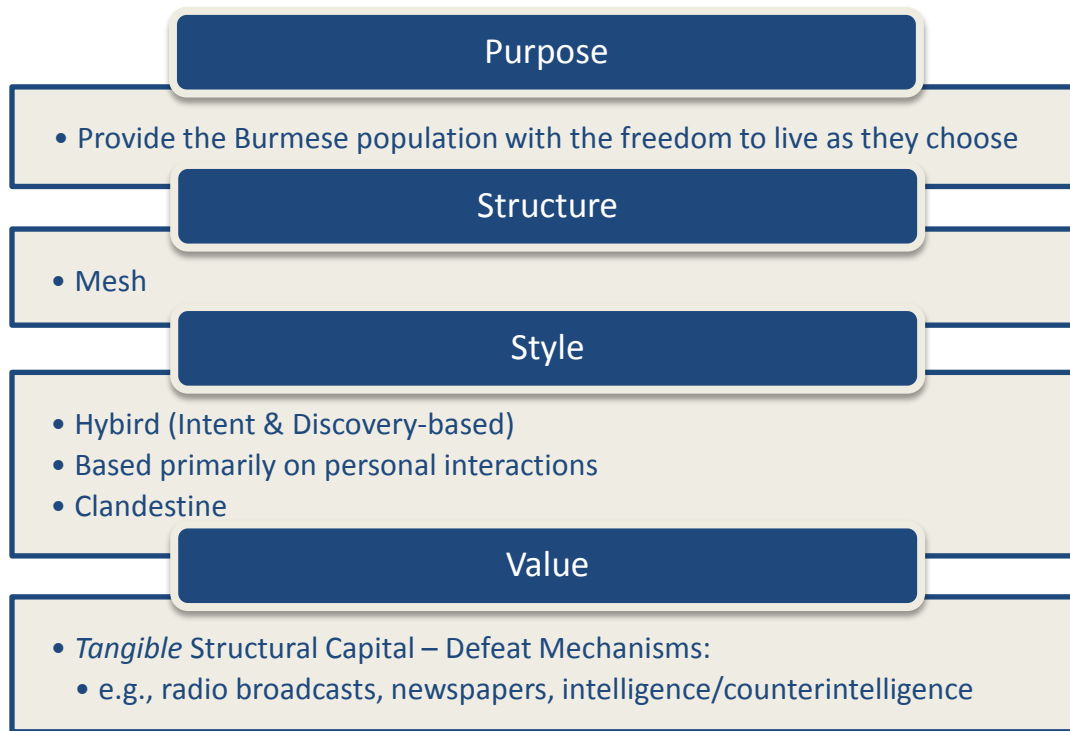 Purpose
• Provide the Burmese population with the freedom to live as they choose
Structure
• Mesh
Style
• Hybird (Intent & Discovery-based)
• Based primarily on personal interactions
• Clandestine
Value
• Tangible Structural Capital – Defeat Mechanisms:
• e.g., radio broadcasts, newspapers, intelligence/counterintelligence